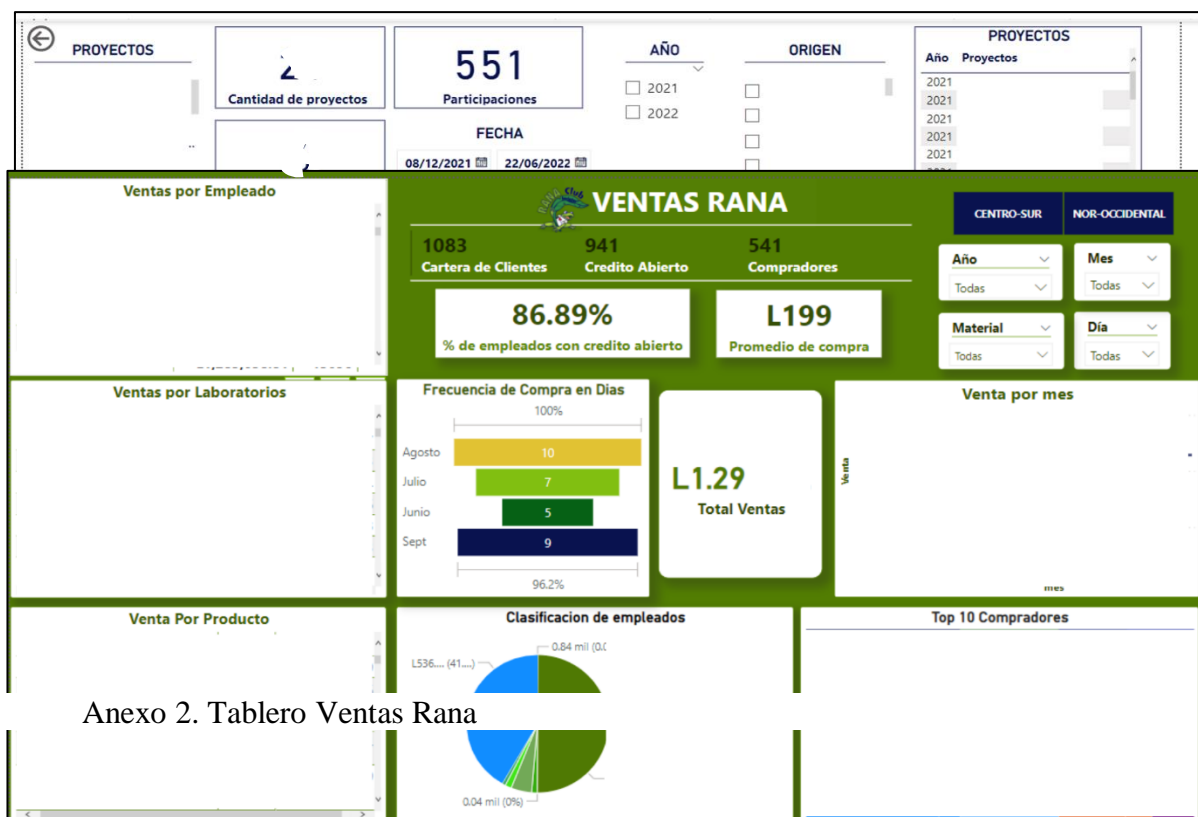 PROYECTOS
Cantidad de proyectos
551
Participaciones
FECHA
08/12/2021 22/06/2022
AÑO
2021
2022
ORIGEN
PROYECTOS
Año Proyectos
2021
2021
2021
2021
2021
Ventas por Empleado
Club
VENTAS RANA
1083 941 541
Cartera de Clientes Credito Abierto Compradores
86.89%
% de empleados con credito abierto
L199
Promedio de compra
CENTRO-SUR NOR-OCCIDENTAL
Año Mes
Todas Todas
Material Día
Todas Todas
Ventas por Laboratorios
Frecuencia de Compra en Dias
100%
Agosto 10
Julio 7
Junio 5
Sept 9
96.2%
L1.29
Total Ventas
Venta por mes
Venta
mes
Venta Por Producto
Clasificacion de empleados
0.84 mil (0.(
L536.... (41....)
0.04 mil (0%)
Top 10 Compradores
Anexo 2. Tablero Ventas Rana